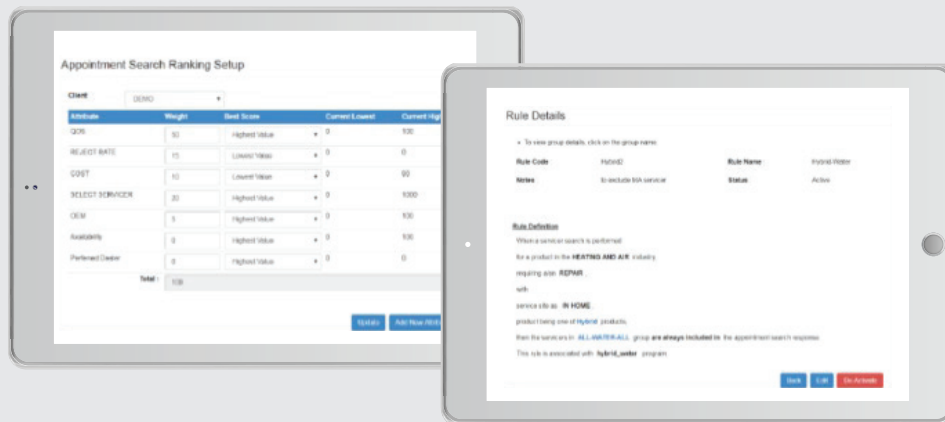 Appointment Search Ranking Setup
Client DEMO
Attribute Weight Best Score Current Lowest Current High
QOS 50 Highest Value 0 100
REJECT RATE 15 Lowest Value 0 0
COST 10 Lowest Value 0
SELECT SERVICER 20 Highest Value 0 1000
OEM 5 Highest Value 0 100
Availability 0 Highest Value 0 100
Preferred Dealer 0 Highest Value 0 0
Total : 100
Update Add New
Rule Details
To view group details, click on the group name.
Rule Code Hybrid2 Rule Name Hybrid-Water
Notes to exclude MA servicer Status Active
Rule Definition
When a servicer search is performed
for a product in the HEATING AND AIR industry
requiring a/an REPAIR ,
with
service site as IN HOME ,
product being one of Hybrid products,
then the servicers in ALL-WATER-ALL group are always included in the appointment search response
This rule is associated with hybrid_water program
Back Edit De-Activate